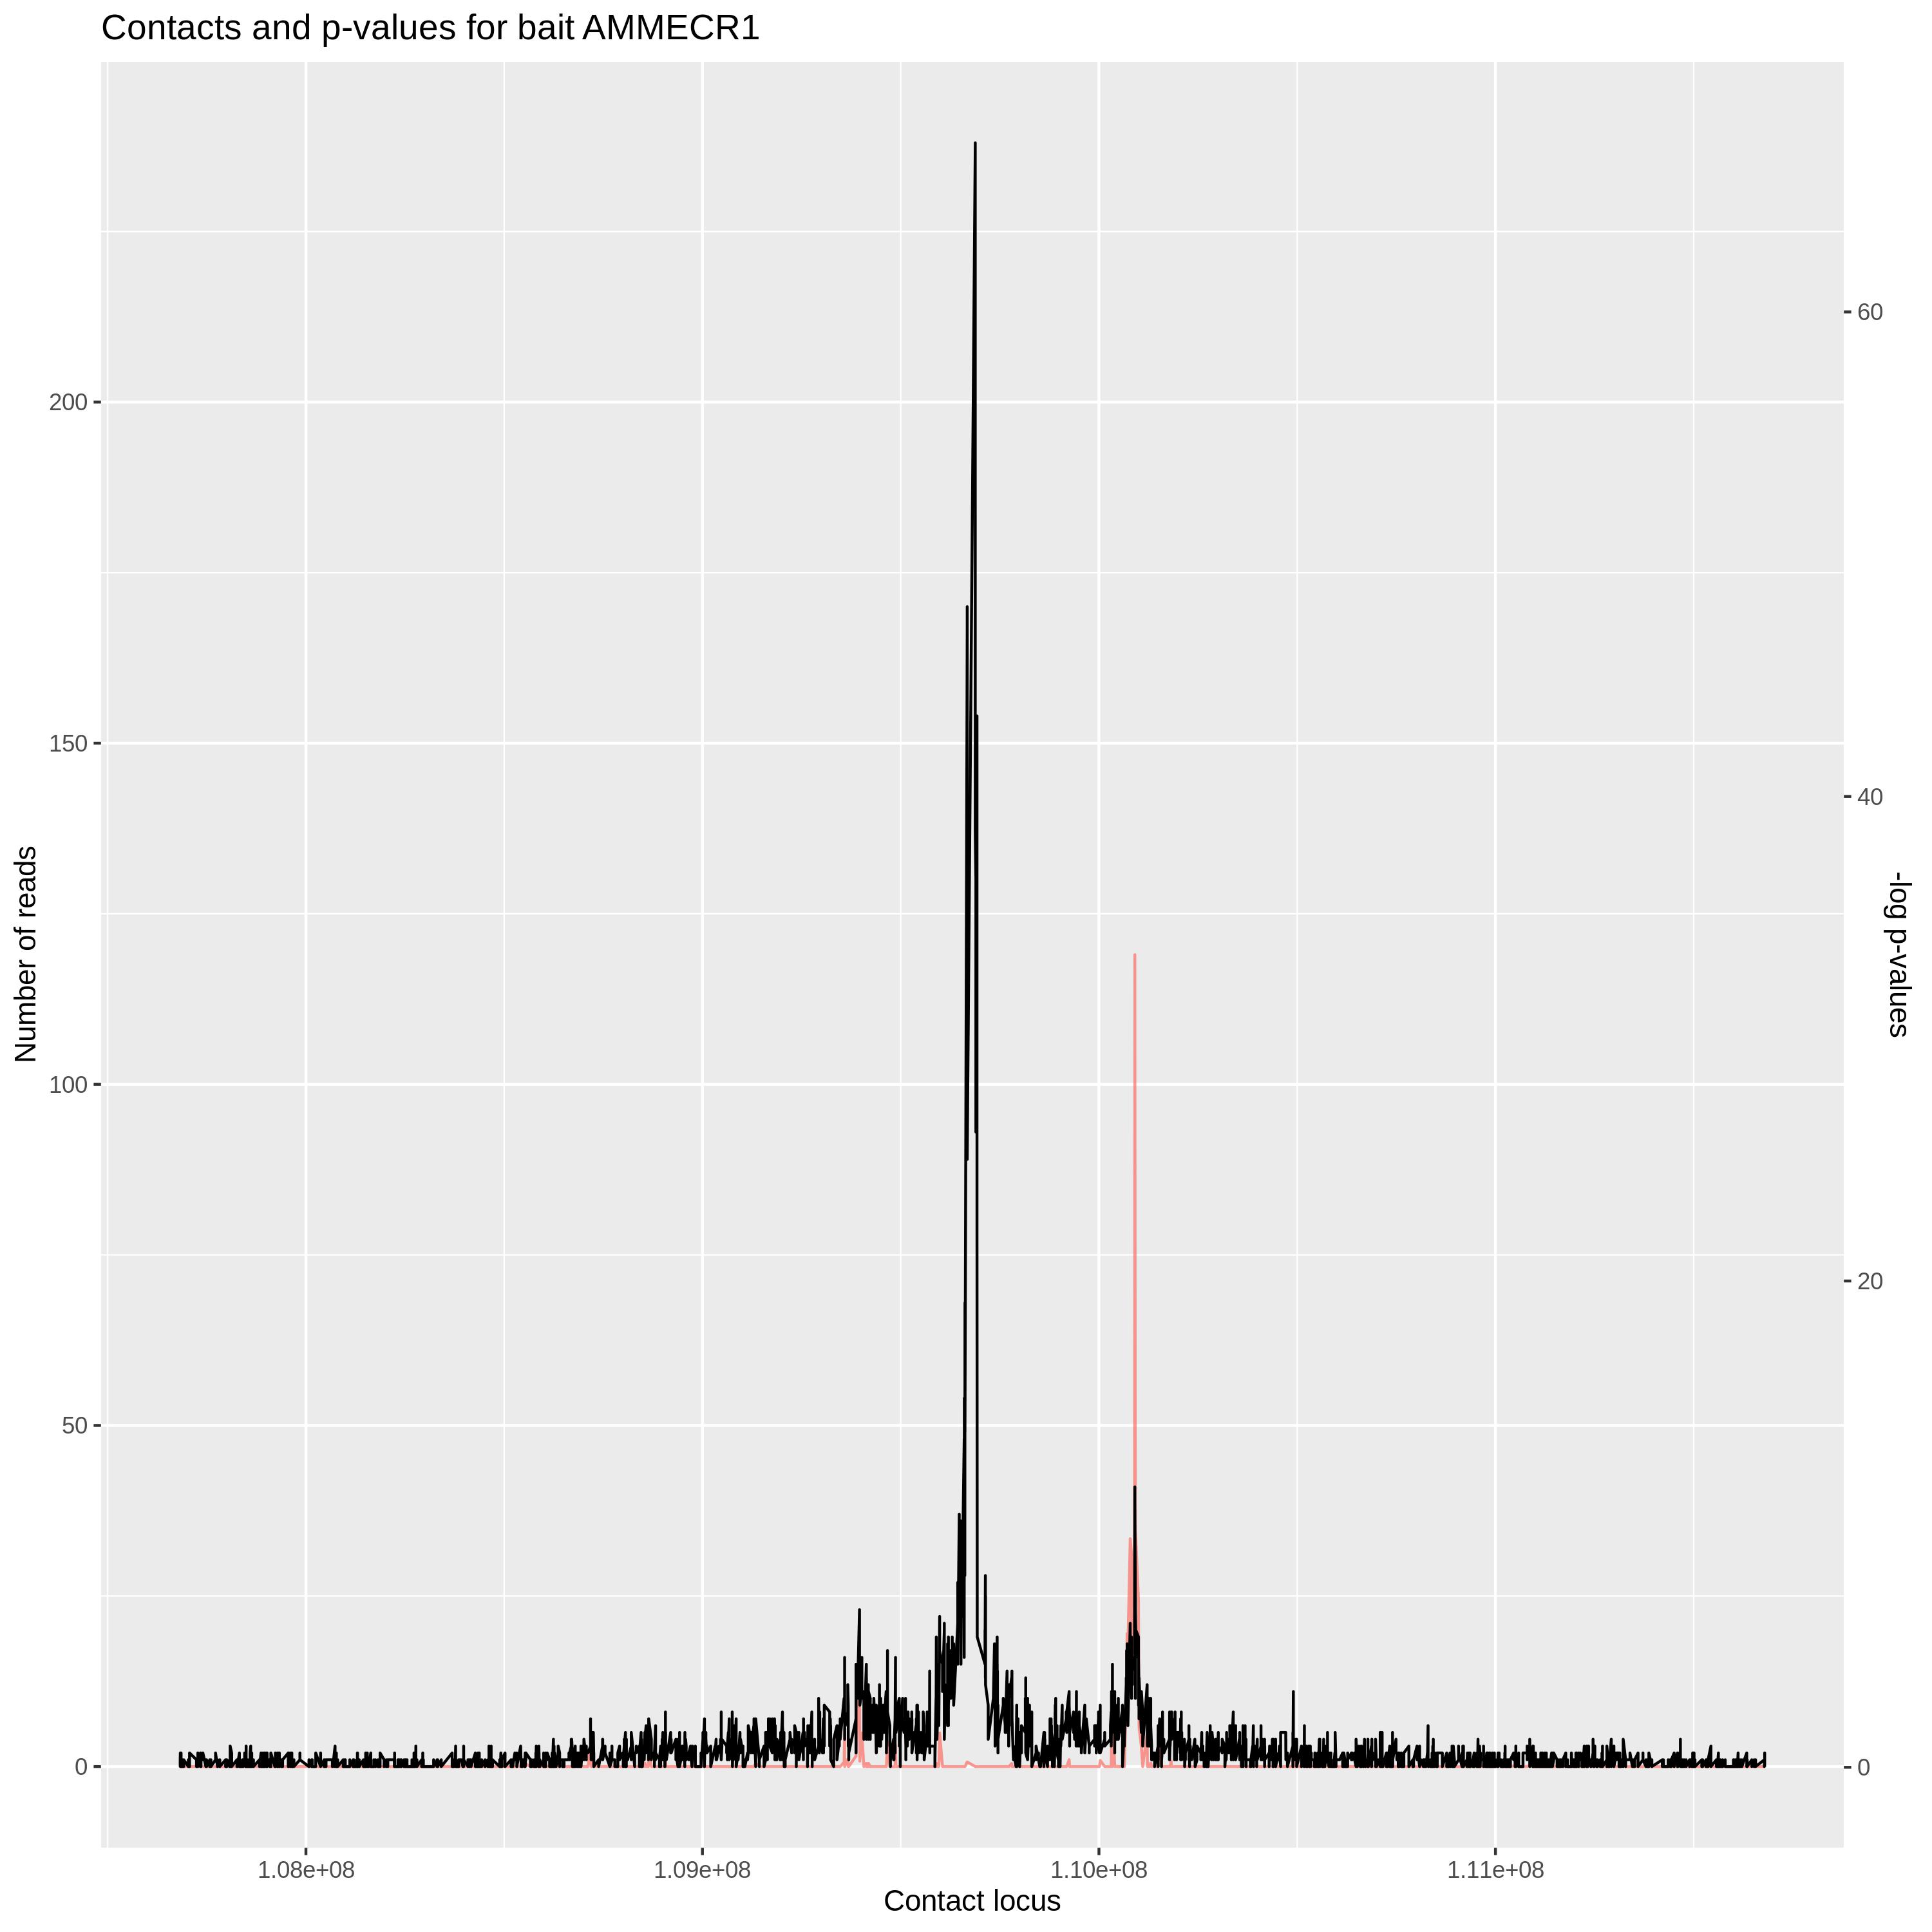 Contacts and p-values for bait AMMECR1
Number of reads
200
150
100
50
0
60
40
20
0
-log p-values
1.08e+08 1.09e+08 1.10e+08 1.11e+08
Contact locus